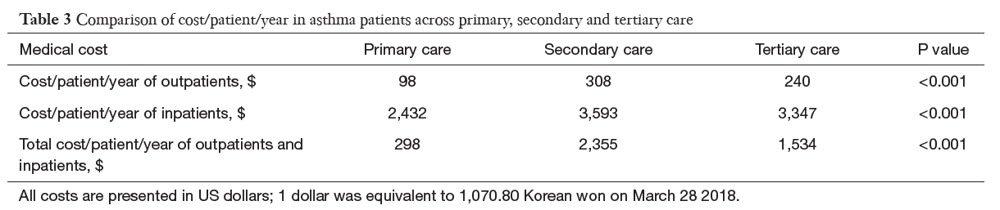 Table 3 Comparison of cost/patient/year in asthma patients across primary, secondary and tertiary care
Medical cost Primary care Secondary care Tertiary care P value
Cost/patient/year of outpatients, $ 98 308 240 <0.001
Cost/patient/year of inpatients, $ 2,432 3,593 3,347 <0.001
Total cost/patient/year of outpatients and 298 2,355 1,534 <0.001
inpatients, $
All costs are presented in US dollars; 1 dollar was equivalent to 1,070.80 Korean won on March 28 2018.